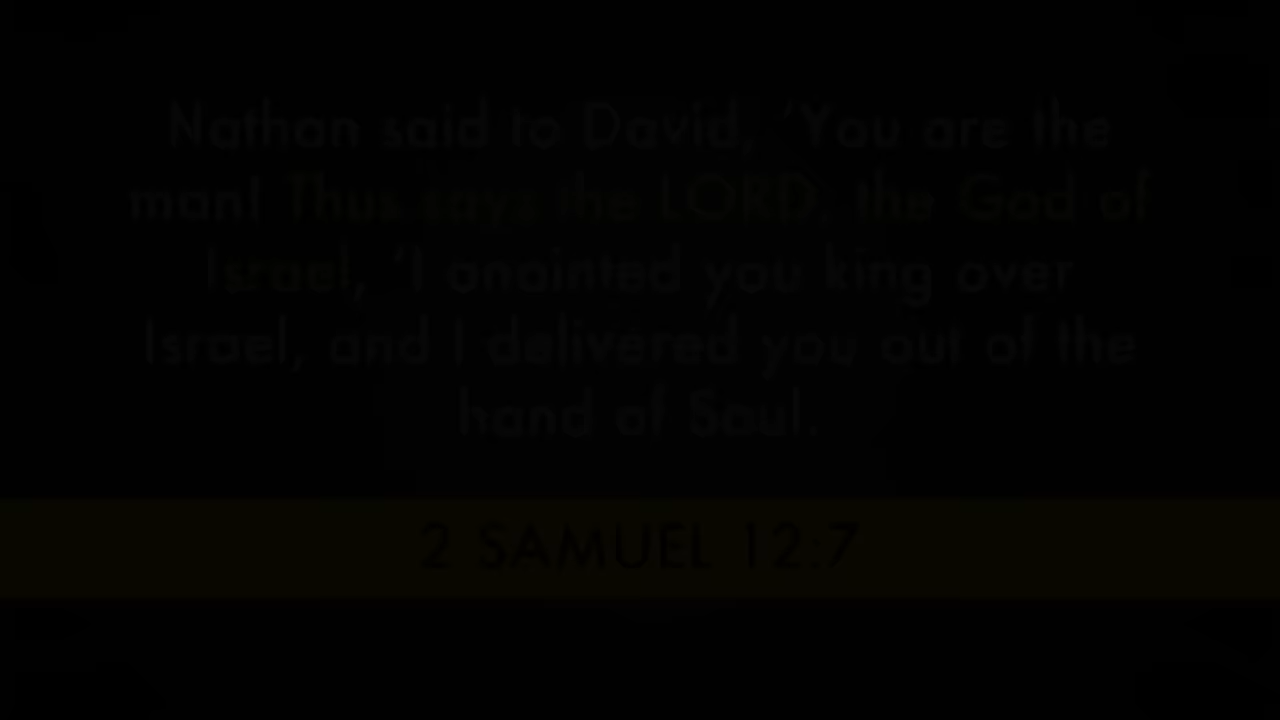 Nathan said to David, ‘You are the
man! Thus says the LORD, the God of
Israel, ‘I anointed you king over
Israel, and I delivered you out of the
hand of Saul.
2 SAMUEL 12:7